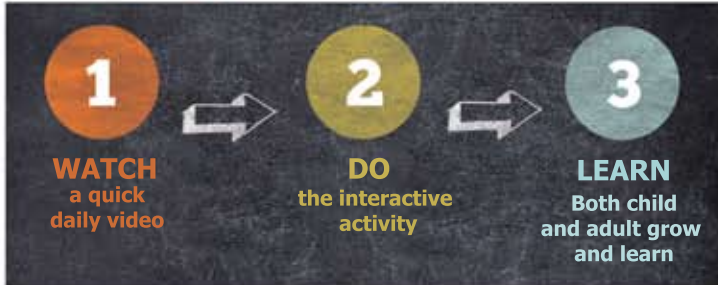 1
WATCH
a quick
daily video
2
DO
the interactive
activity
3
LEARN
Both child
and adult grow
and learn